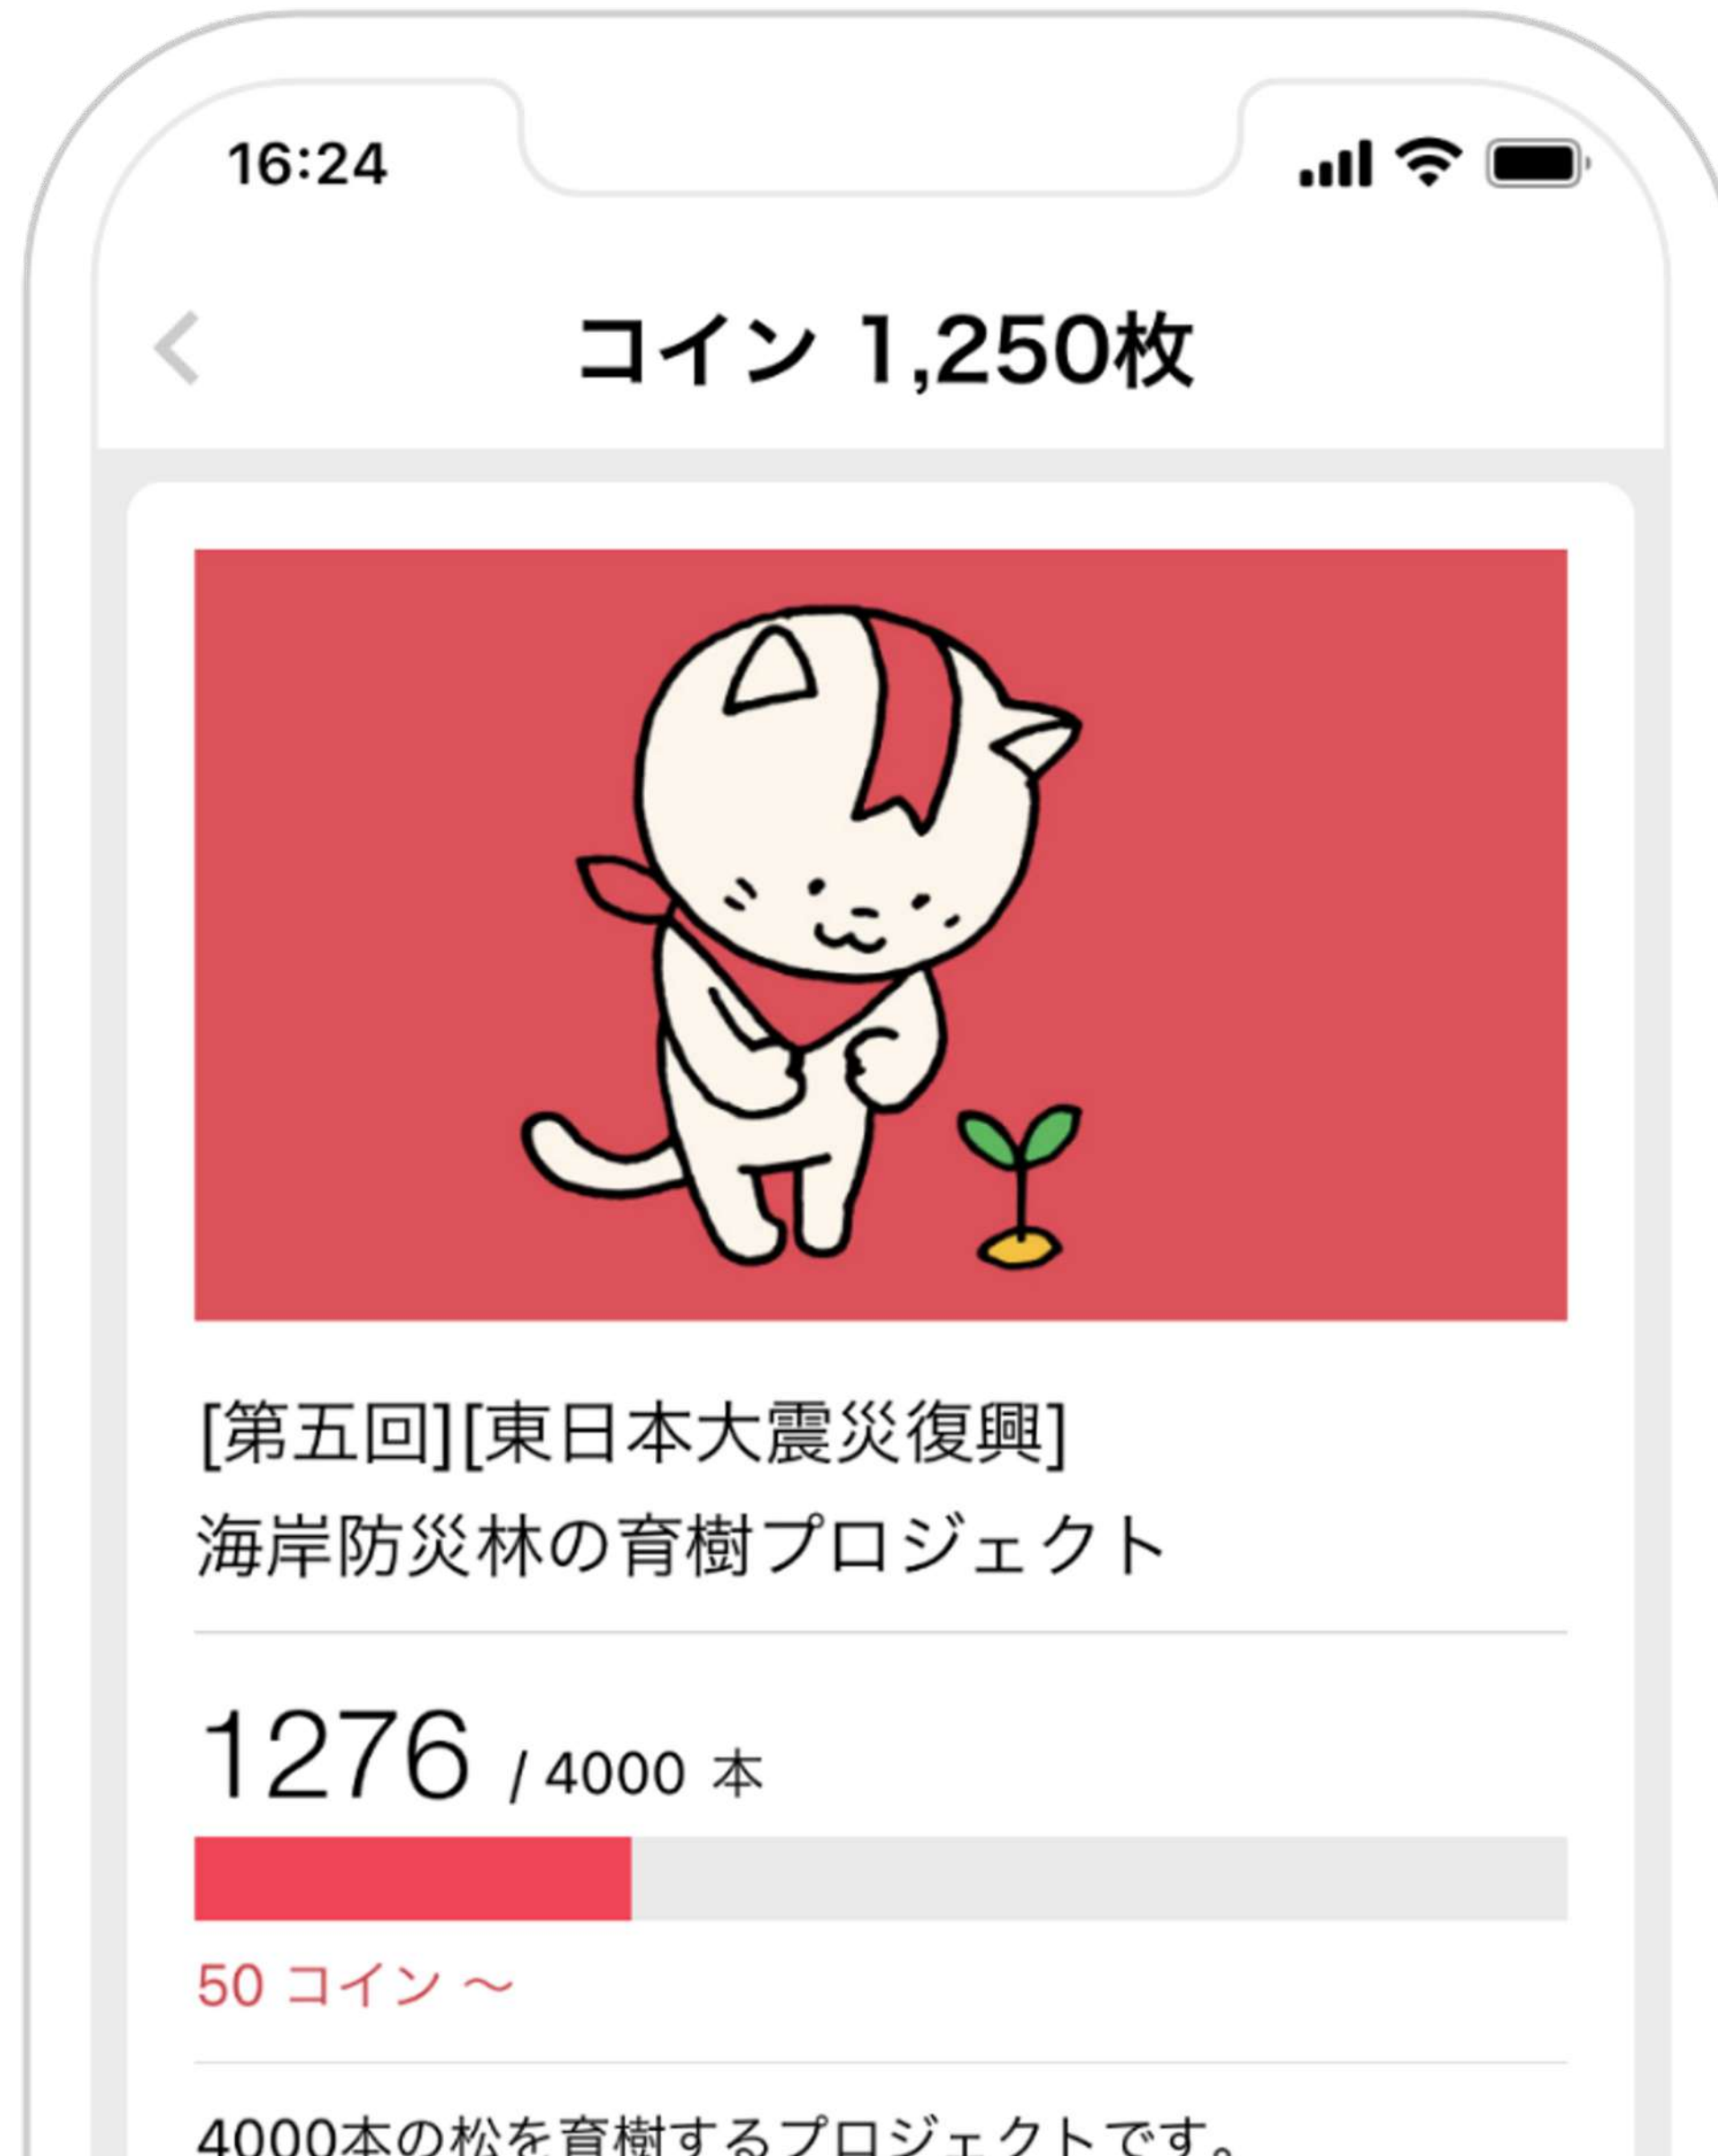 16:24
コイン 1,250枚
[第五回][東日本大震災復興]
海岸防災林の育樹プロジェクト
1276 / 4000 本
50 コイン 〜
4000本の松を育樹するプロジェクトです。